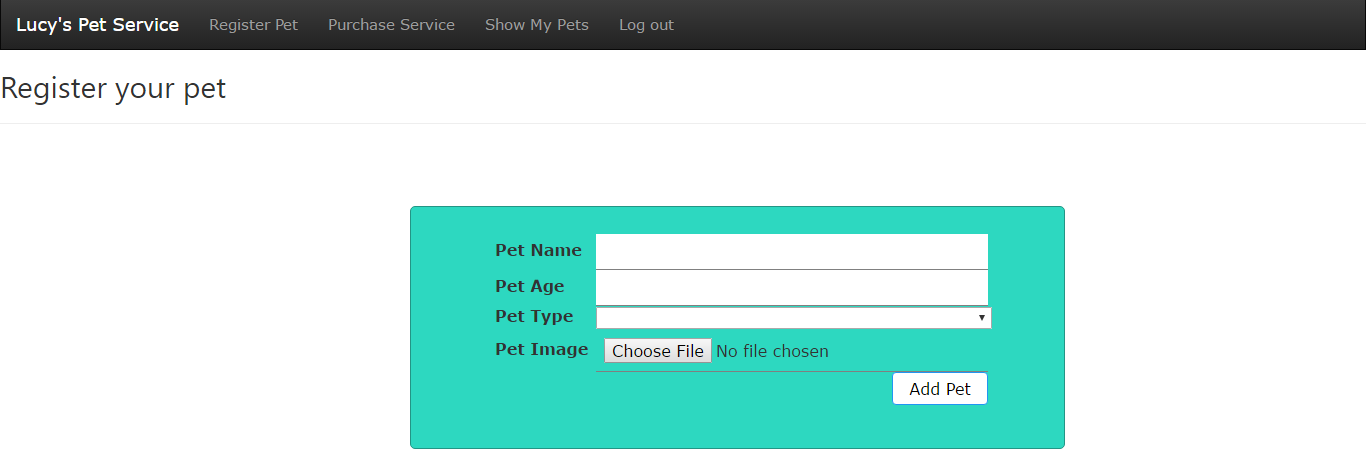 Lucy's Pet Service Register Pet Purchase Service Show My Pets Log out
Register your pet
Pet Name
Pet Age
Pet Type
Pet Image Choose File No file chosen
Add Pet